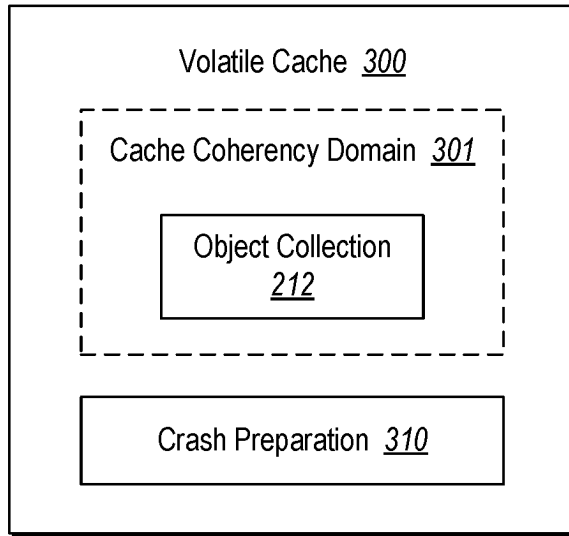 Volatile Cache 300
Cache Coherency Domain 301
Object Collection
212
Crash Preparation 310